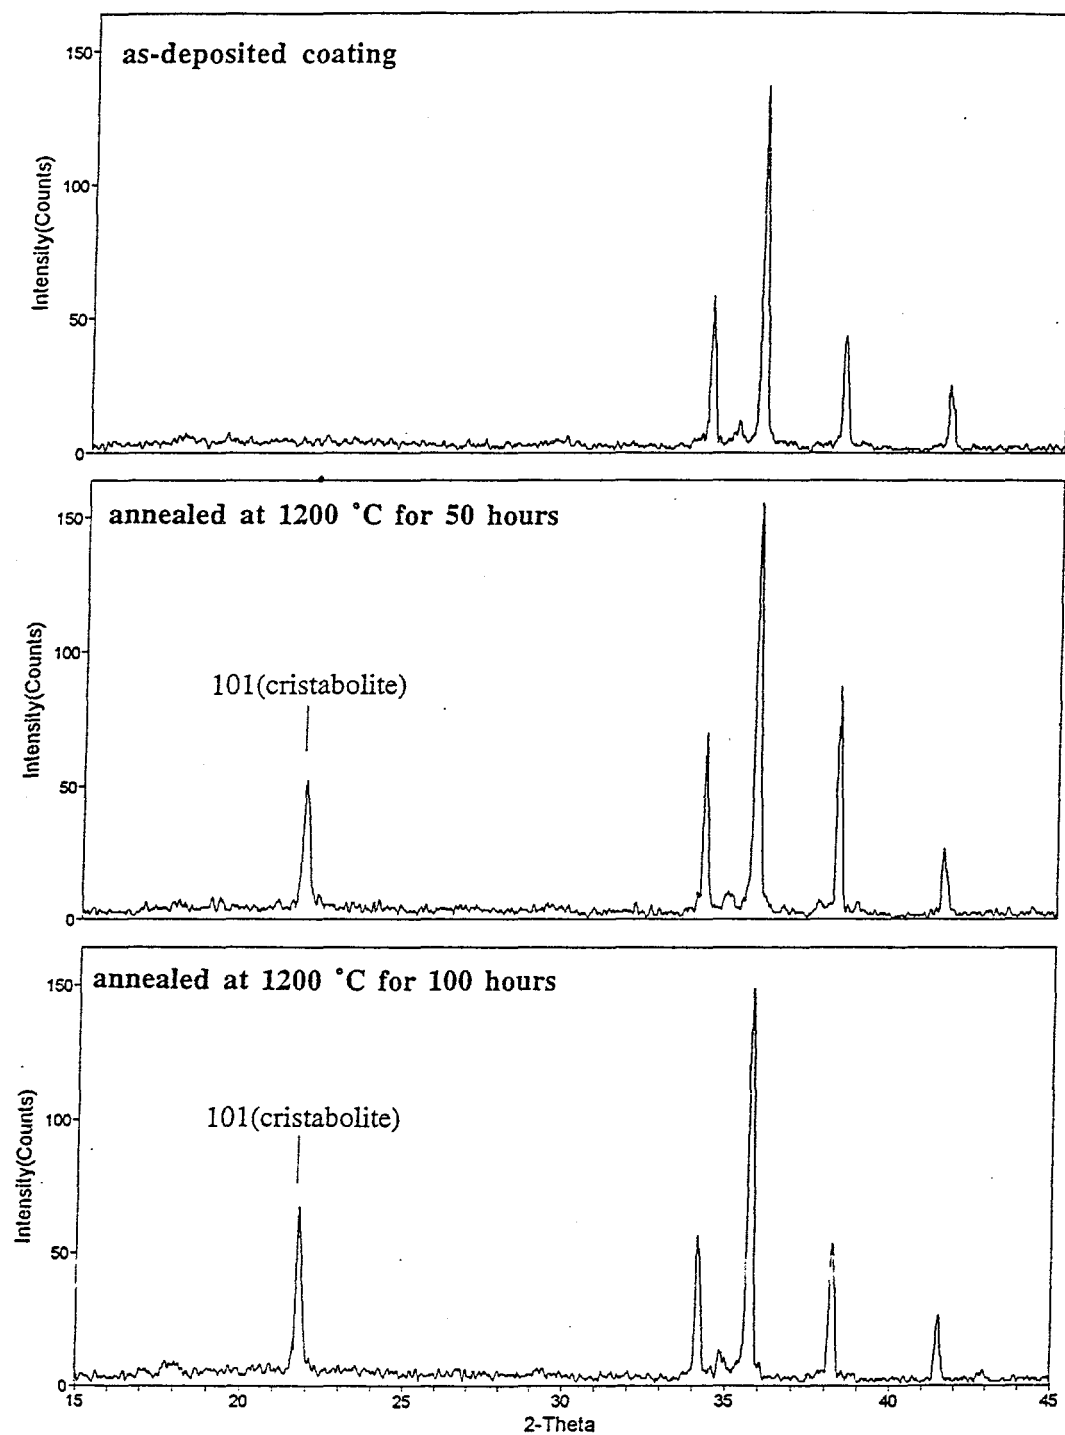 as-deposited coating
150
100
50
0
Intensity(Counts)
annealed at 1200 °C for 50 hours
150
100
50
0
Intensity(Counts)
101(cristabolite)
annealed at 1200 °C for 100 hours
150
100
50
0
Intensity(Counts)
101(cristabolite)
15 20 25 30 35 40 45
2-Theta